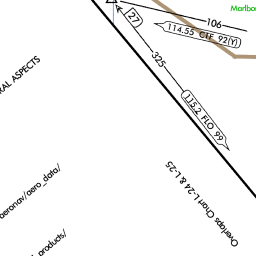 Marlbo
106
27
114.55 CTF 92(Y)
325
RAL ASPECTS
115.2 FLO 99
Overlaps Chart L-24 & L-25
aeronav/aero_data/
products/